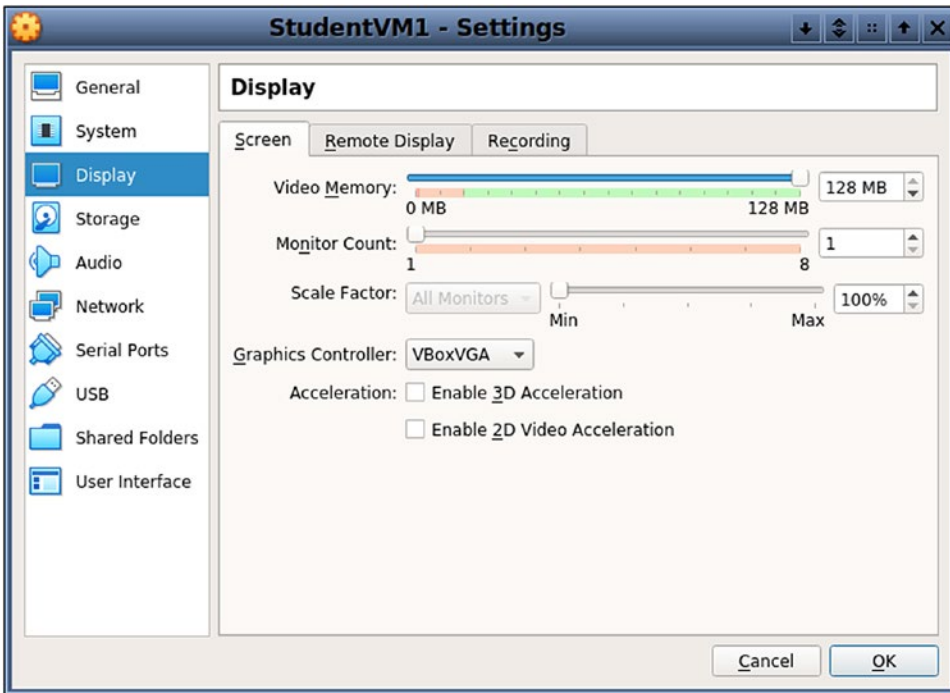 StudentVM1 - Settings
General
System
Display
Storage
Audio
Network
Serial Ports
USB
Shared Folders
User Interface
Display
Screen Remote Display Recording
Video Memory: 128 MB
0 MB 128 MB
Monitor Count: 1
1 8
Scale Factor: All Monitors 100%
Min Max
Graphics Controller: VBoxVGA
Acceleration: Enable 3D Acceleration
Enable 2D Video Acceleration
Cancel OK